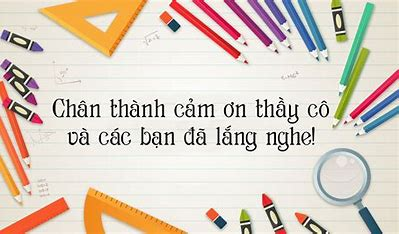 Chân thành cảm ơn thầy cô
và các bạn đã lắng nghe!